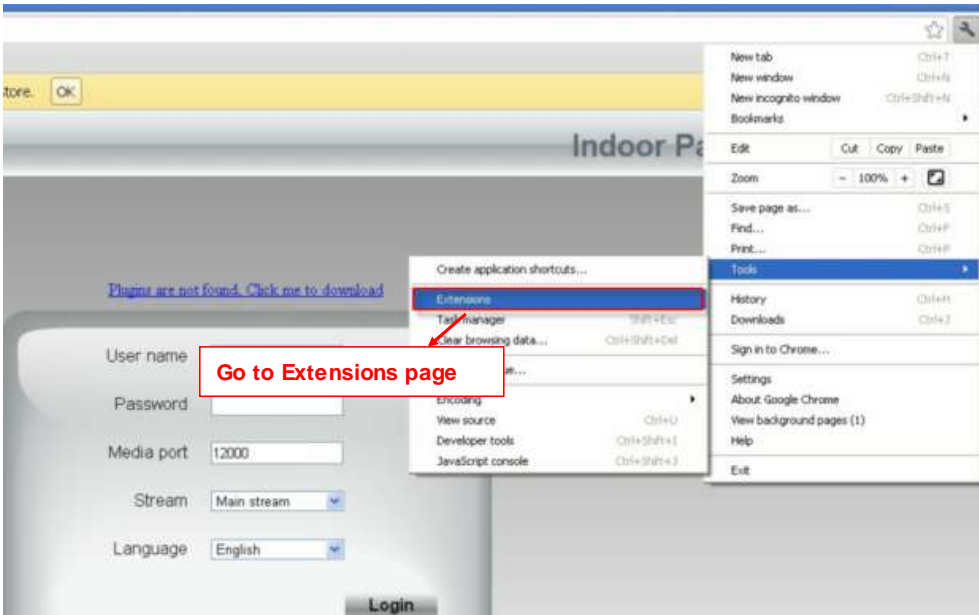 tore. OK
Indoor Pa
Plugins are not found. Click me to download
User name
Password
Media port 12000
Stream Main stream
Language English
Login
Go to Extensions page
Create application shortcuts...
Extensions
Task manager Shift+Esc
Clear browsing data... Ctrl+Shift+Del
ue...
Encoding
View source Ctrl+U
Developer tools Ctrl+Shift+I
JavaScript console Ctrl+Shift+J
New tab Ctrl+T
New window Ctrl+N
New incognito window Ctrl+Shift+N
Bookmarks
Edit Cut Copy Paste
Zoom - 100% +
Save page as... Ctrl+S
Find... Ctrl+F
Print... Ctrl+P
Tools
History Ctrl+H
Downloads Ctrl+J
Sign in to Chrome...
Settings
About Google Chrome
View background pages (1)
Help
Exit